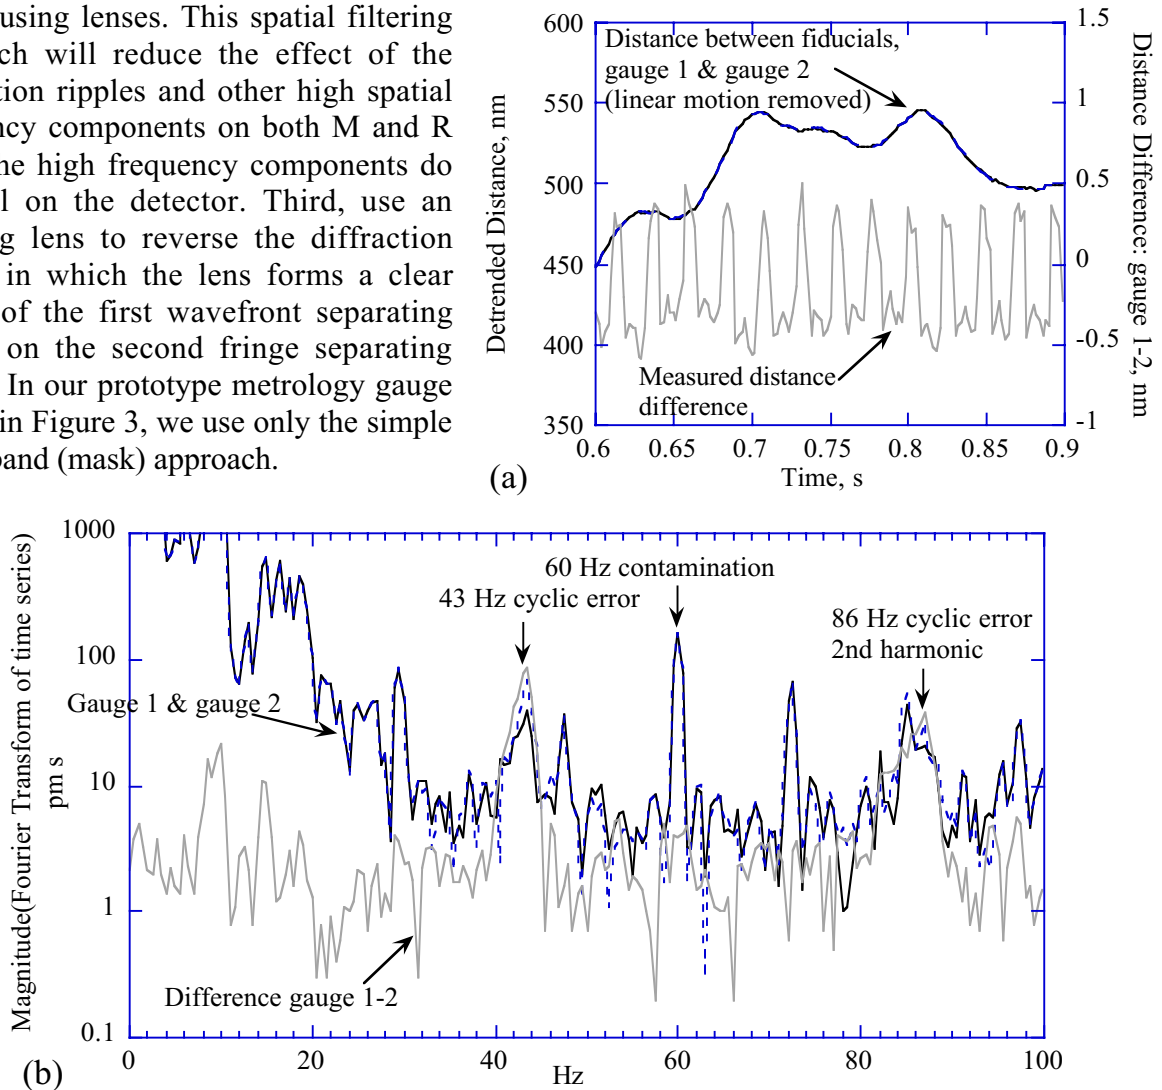 using lenses. This spatial filtering
ch will reduce the effect of the
tion ripples and other high spatial
ncy components on both M and R
ne high frequency components do
l on the detector. Third, use an
g lens to reverse the diffraction
in which the lens forms a clear
of the first wavefront separating
on the second fringe separating
In our prototype metrology gauge
in Figure 3, we use only the simple
band (mask) approach.
600
550
500
450
400
350
Detrended Distance, nm
1.5
1
0.5
0
-0.5
-1
Distance Difference: gauge 1-2, nm
Distance between fiducials,
gauge 1 & gauge 2
(linear motion removed)
Measured distance
difference
0.6 0.65 0.7 0.75 0.8 0.85 0.9
Time, s
(a)
1000
100
10
1
0.1
Magnitude(Fourier Transform of time series)
pm s
60 Hz contamination
43 Hz cyclic error
86 Hz cyclic error
2nd harmonic
Gauge 1 & gauge 2
Difference gauge 1-2
0 20 40 60 80 100
Hz
(b)